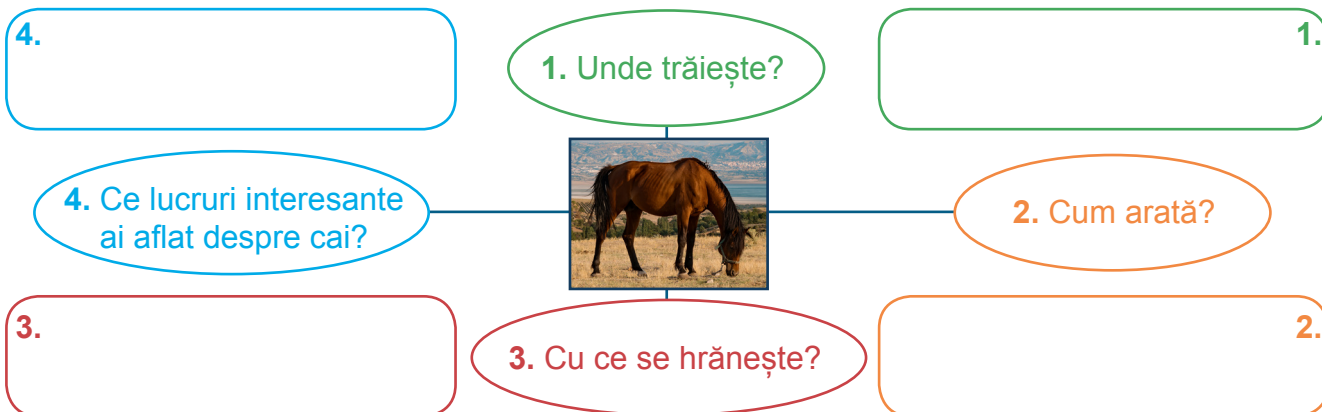 4.
1. Unde trăiește?
1.
4. Ce lucruri interesante
ai aflat despre cai?
2. Cum arată?
3.
3. Cu ce se hrănește?
2.